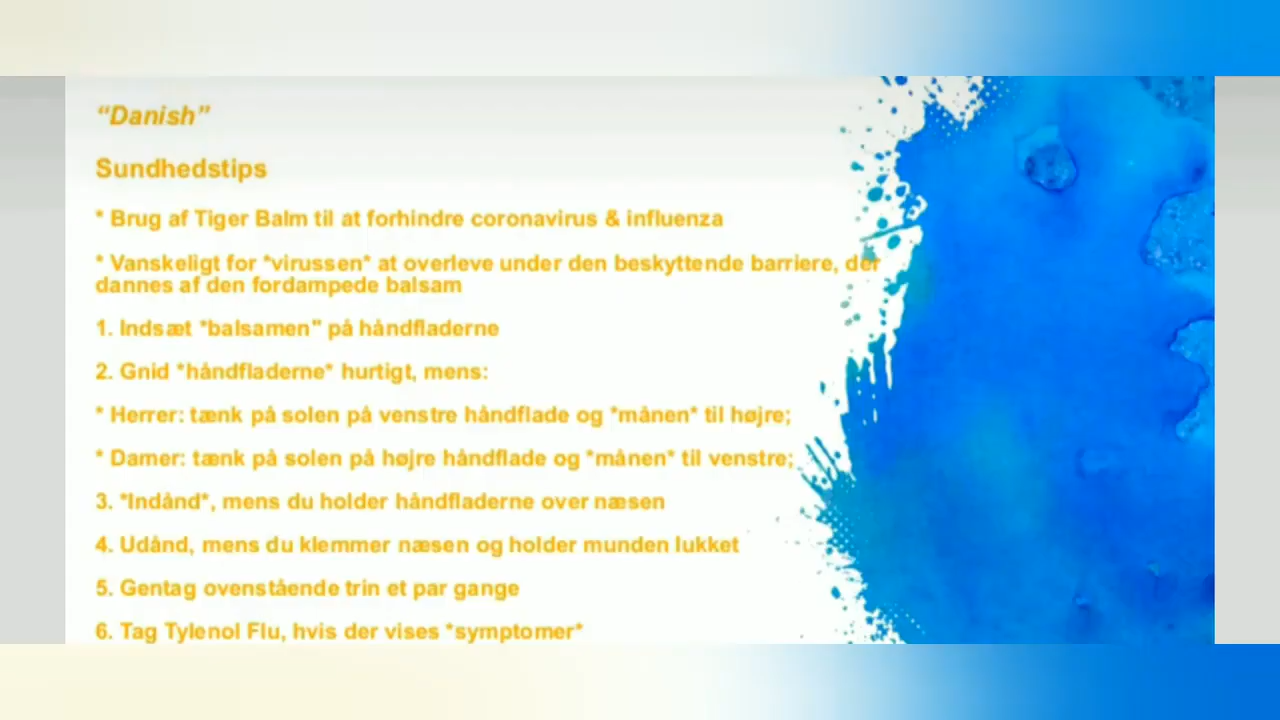 “Danish”
Sundhedstips
* Brug af Tiger Balm til at forhindre coronavirus & influenza
* Vanskeligt for *virussen* at overleve under den beskyttende barriere, der
dannes af den fordampede balsam
1. Indsæt *balsamen" på håndfladerne
2. Gnid *håndfladerne* hurtigt, mens:
* Herrer: tænk på solen på venstre håndflade og *månen* til højre;
* Damer: tænk på solen på højre håndflade og *månen* til venstre;
3. *Indånd*, mens du holder håndfladerne over næsen
4. Udånd, mens du klemmer næsen og holder munden lukket
5. Gentag ovenstående trin et par gange
6. Tag Tylenol Flu, hvis der vises *symptomer*